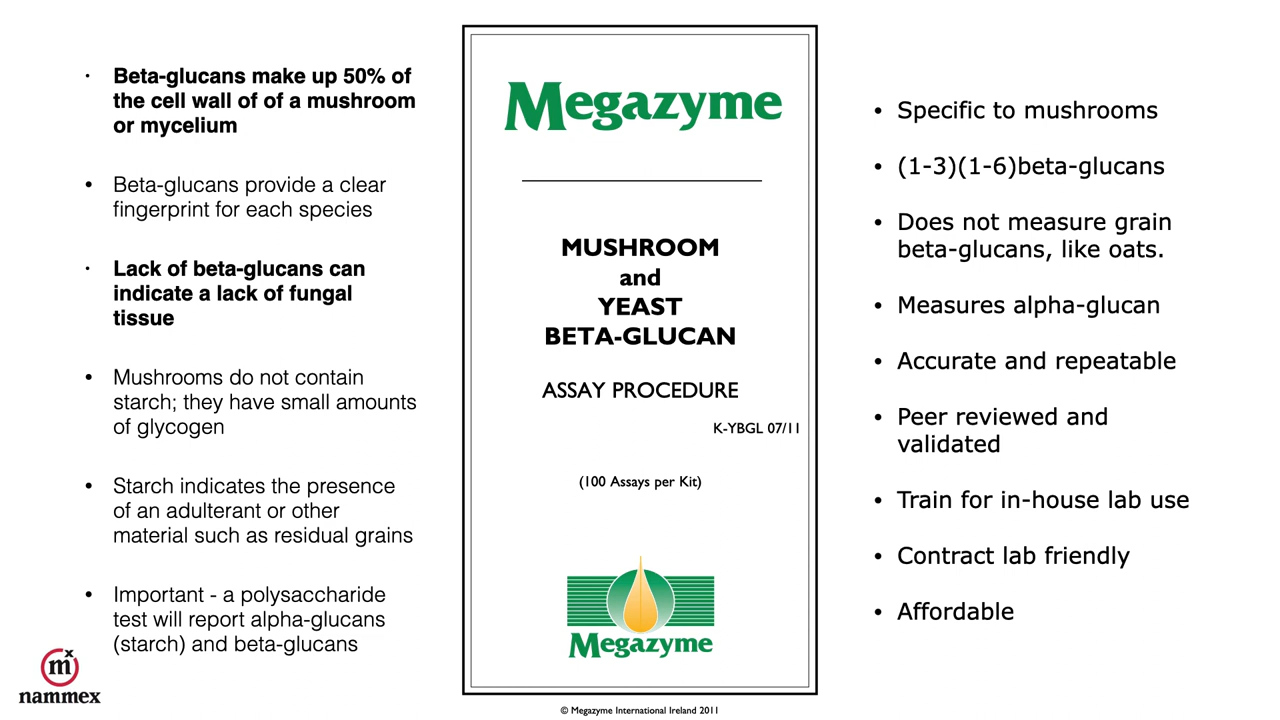 · Beta-glucans make up 50% of
the cell wall of of a mushroom
or mycelium
• Beta-glucans provide a clear
fingerprint for each species
· Lack of beta-glucans can
indicate a lack of fungal
tissue
• Mushrooms do not contain
starch; they have small amounts
of glycogen
• Starch indicates the presence
of an adulterant or other
material such as residual grains
• Important - a polysaccharide
test will report alpha-glucans
(starch) and beta-glucans
mx
nammex
Megazyme
MUSHROOM
and
YEAST
BETA-GLUCAN
ASSAY PROCEDURE
K-YBGL 07/11
(100 Assays per Kit)
Megazyme
© Megazyme International Ireland 2011
• Specific to mushrooms
• (1-3)(1-6)beta-glucans
• Does not measure grain
beta-glucans, like oats.
• Measures alpha-glucan
• Accurate and repeatable
• Peer reviewed and
validated
• Train for in-house lab use
• Contract lab friendly
• Affordable